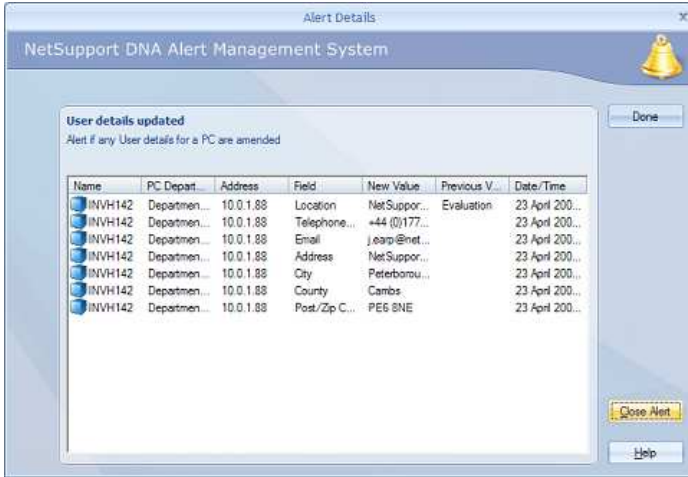 Alert Details
x
NetSupport DNA Alert Management System
User details updated
Alert if any User details for a PC are amended
Done
Name PC Depart... Address Field New Value Previous V... Date/Time
INVH142 Departmen... 10.0.1.88 Location NetSuppor... Evaluation 23 April 200...
INVH142 Departmen... 10.0.1.88 Telephone... +44 (0)177... 23 April 200...
INVH142 Departmen... 10.0.1.88 Email j.earp@net... 23 April 200...
INVH142 Departmen... 10.0.1.88 Address NetSuppor... 23 April 200...
INVH142 Departmen... 10.0.1.88 City Peterborou... 23 April 200...
INVH142 Departmen... 10.0.1.88 County Cambs 23 April 200...
INVH142 Departmen... 10.0.1.88 Post/Zip C... PE6 8NE 23 April 200...
Close Alert
Help